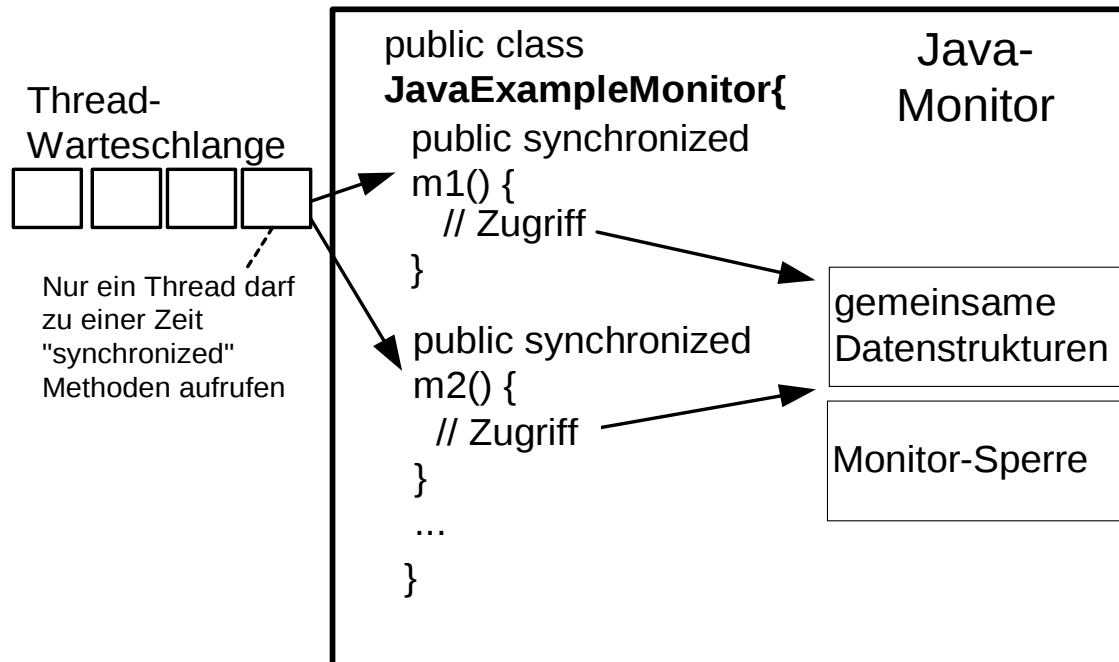 Thread-
Warteschlange
Nur ein Thread darf
zu einer Zeit
"synchronized"
Methoden aufrufen
public class
JavaExampleMonitor{
public synchronized
m1() {
// Zugriff
}
public synchronized
m2() {
// Zugriff
}
...
}
Java-
Monitor
gemeinsame
Datenstrukturen
Monitor-Sperre